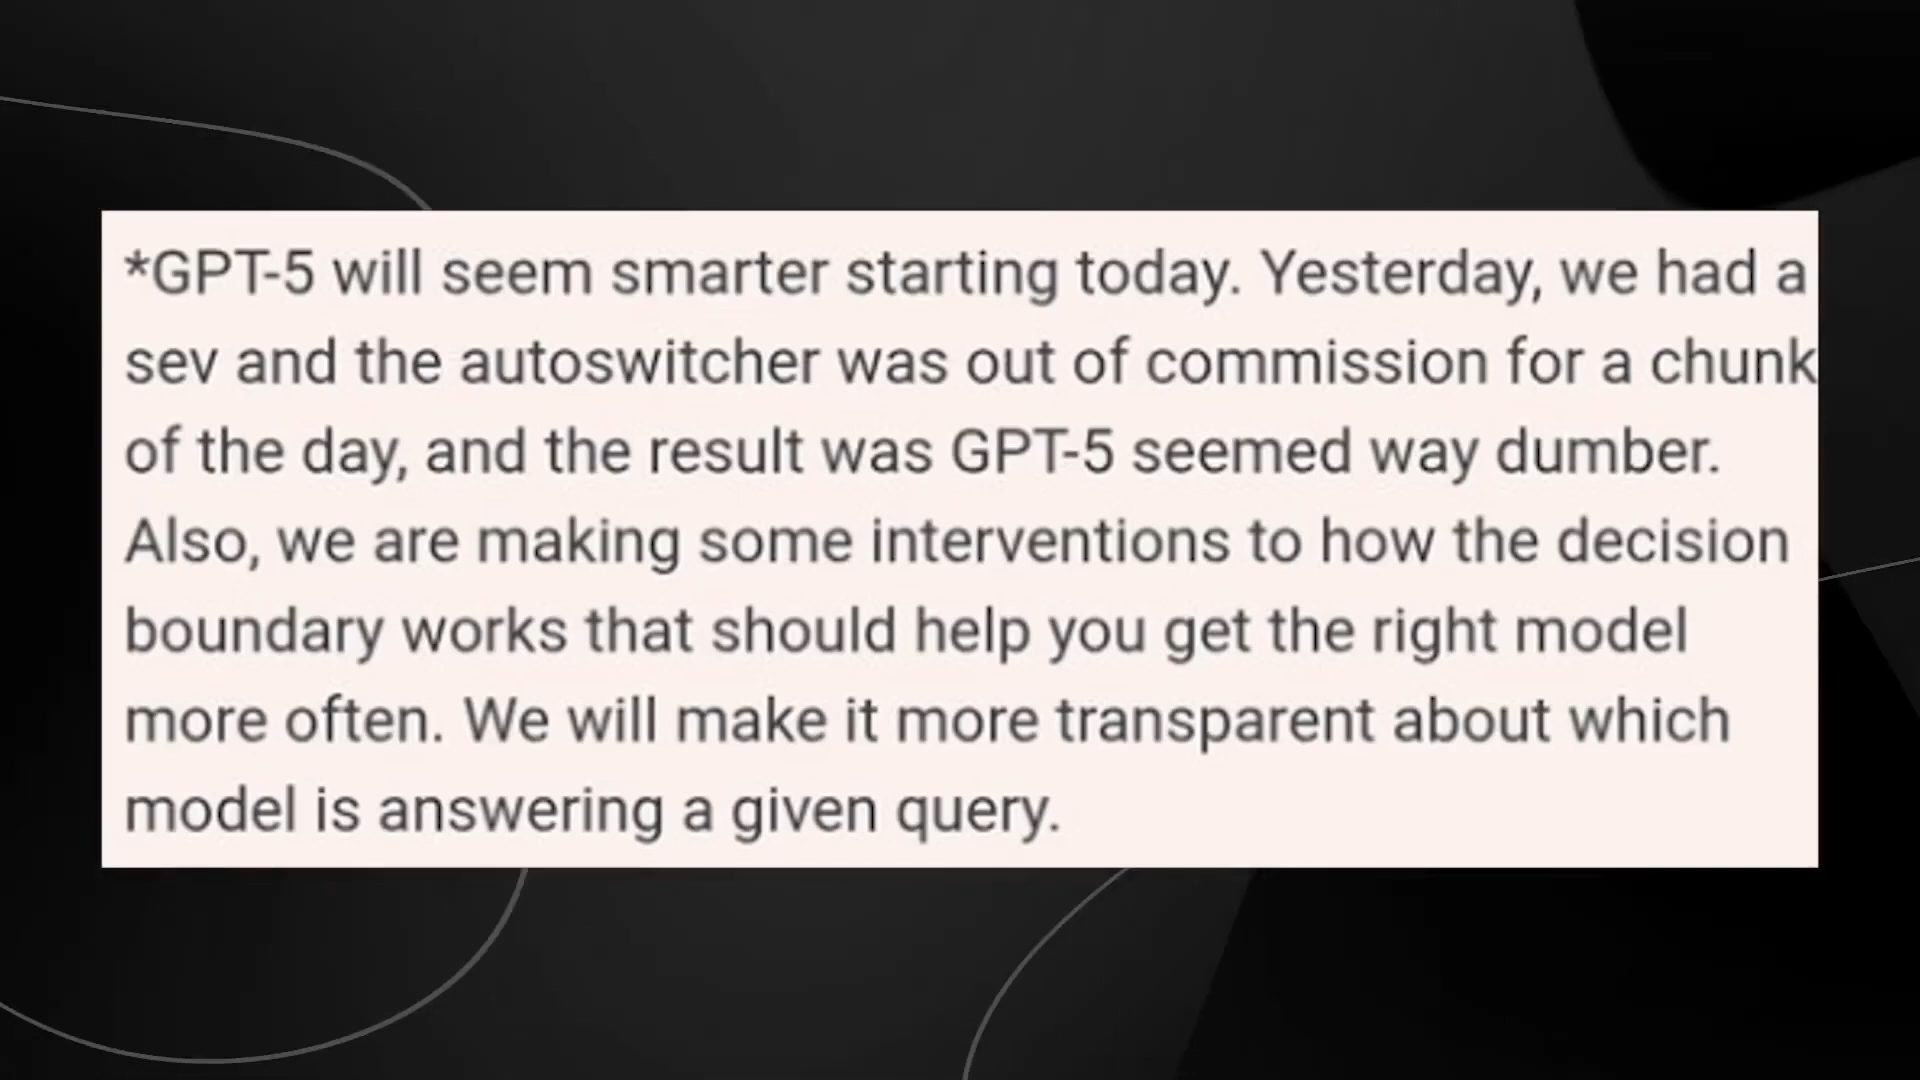 *GPT-5 will seem smarter starting today. Yesterday, we had a
sev and the autoswitcher was out of commission for a chunk
of the day, and the result was GPT-5 seemed way dumber.
Also, we are making some interventions to how the decision
boundary works that should help you get the right model
more often. We will make it more transparent about which
model is answering a given query.